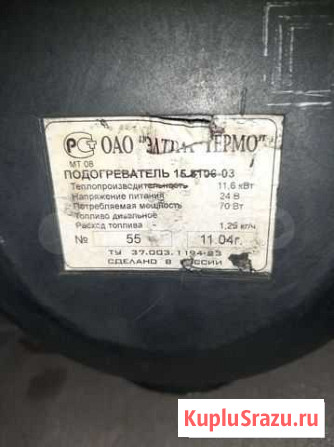 РСТ ОАО "ЭЛТРА-ТЕРМО"
МТ 08
ПОДОГРЕВАТЕЛЬ 15.8106-03
Теплопроизводительность 11,6 кВт
Напряжение питания 24 В
Потребляемая мощность 70 Вт
Топливо дизельное
Расход топлива 1,29 кг/ч
№ 55 11.04г.
ТУ 37.003.1194-83
СДЕЛАНО В РОССИИ
KupluSrazu.ru